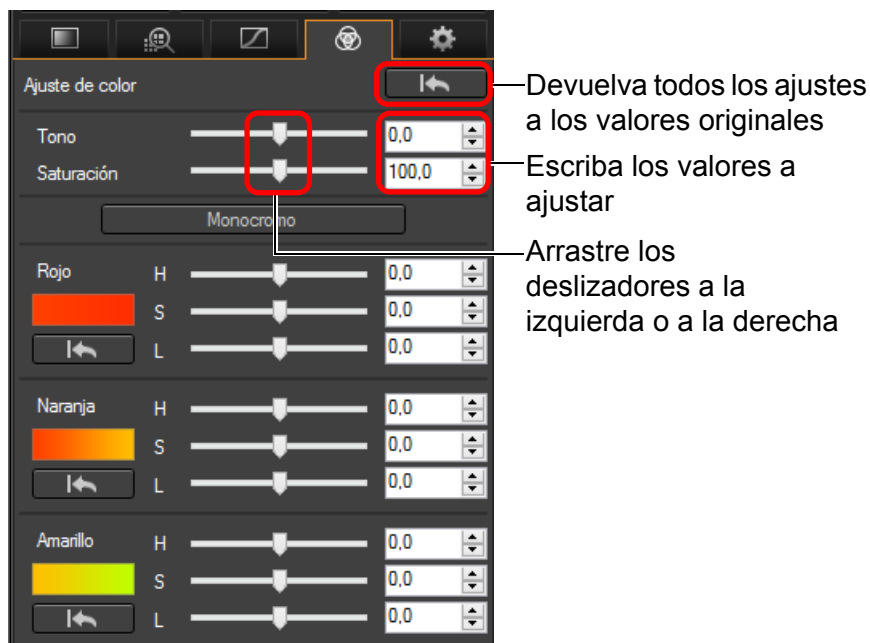 Ajuste de color
Devuelva todos los ajustes
a los valores originales
Tono 0,0
Saturación 100,0
Escriba los valores a
ajustar
Monocromo
Arrastre los
deslizadores a la
izquierda o a la derecha
Rojo H 0,0
S 0,0
L 0,0
Naranja H 0,0
S 0,0
L 0,0
Amarillo H 0,0
S 0,0
L 0,0